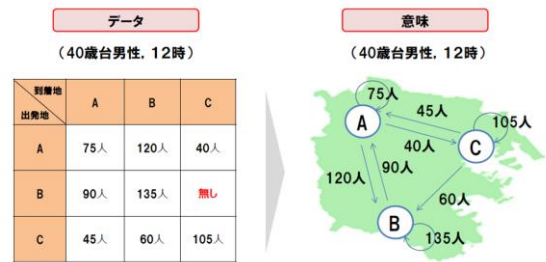 データ
(40歳台男性, 12時)
到着地
出発地
A B C
A 75人 120人 40人
B 90人 135人 無し
C 45人 60人 105人
意味
(40歳台男性, 12時)
75人
45人
105人
A
C
40人
90人
120人
60人
B
135人